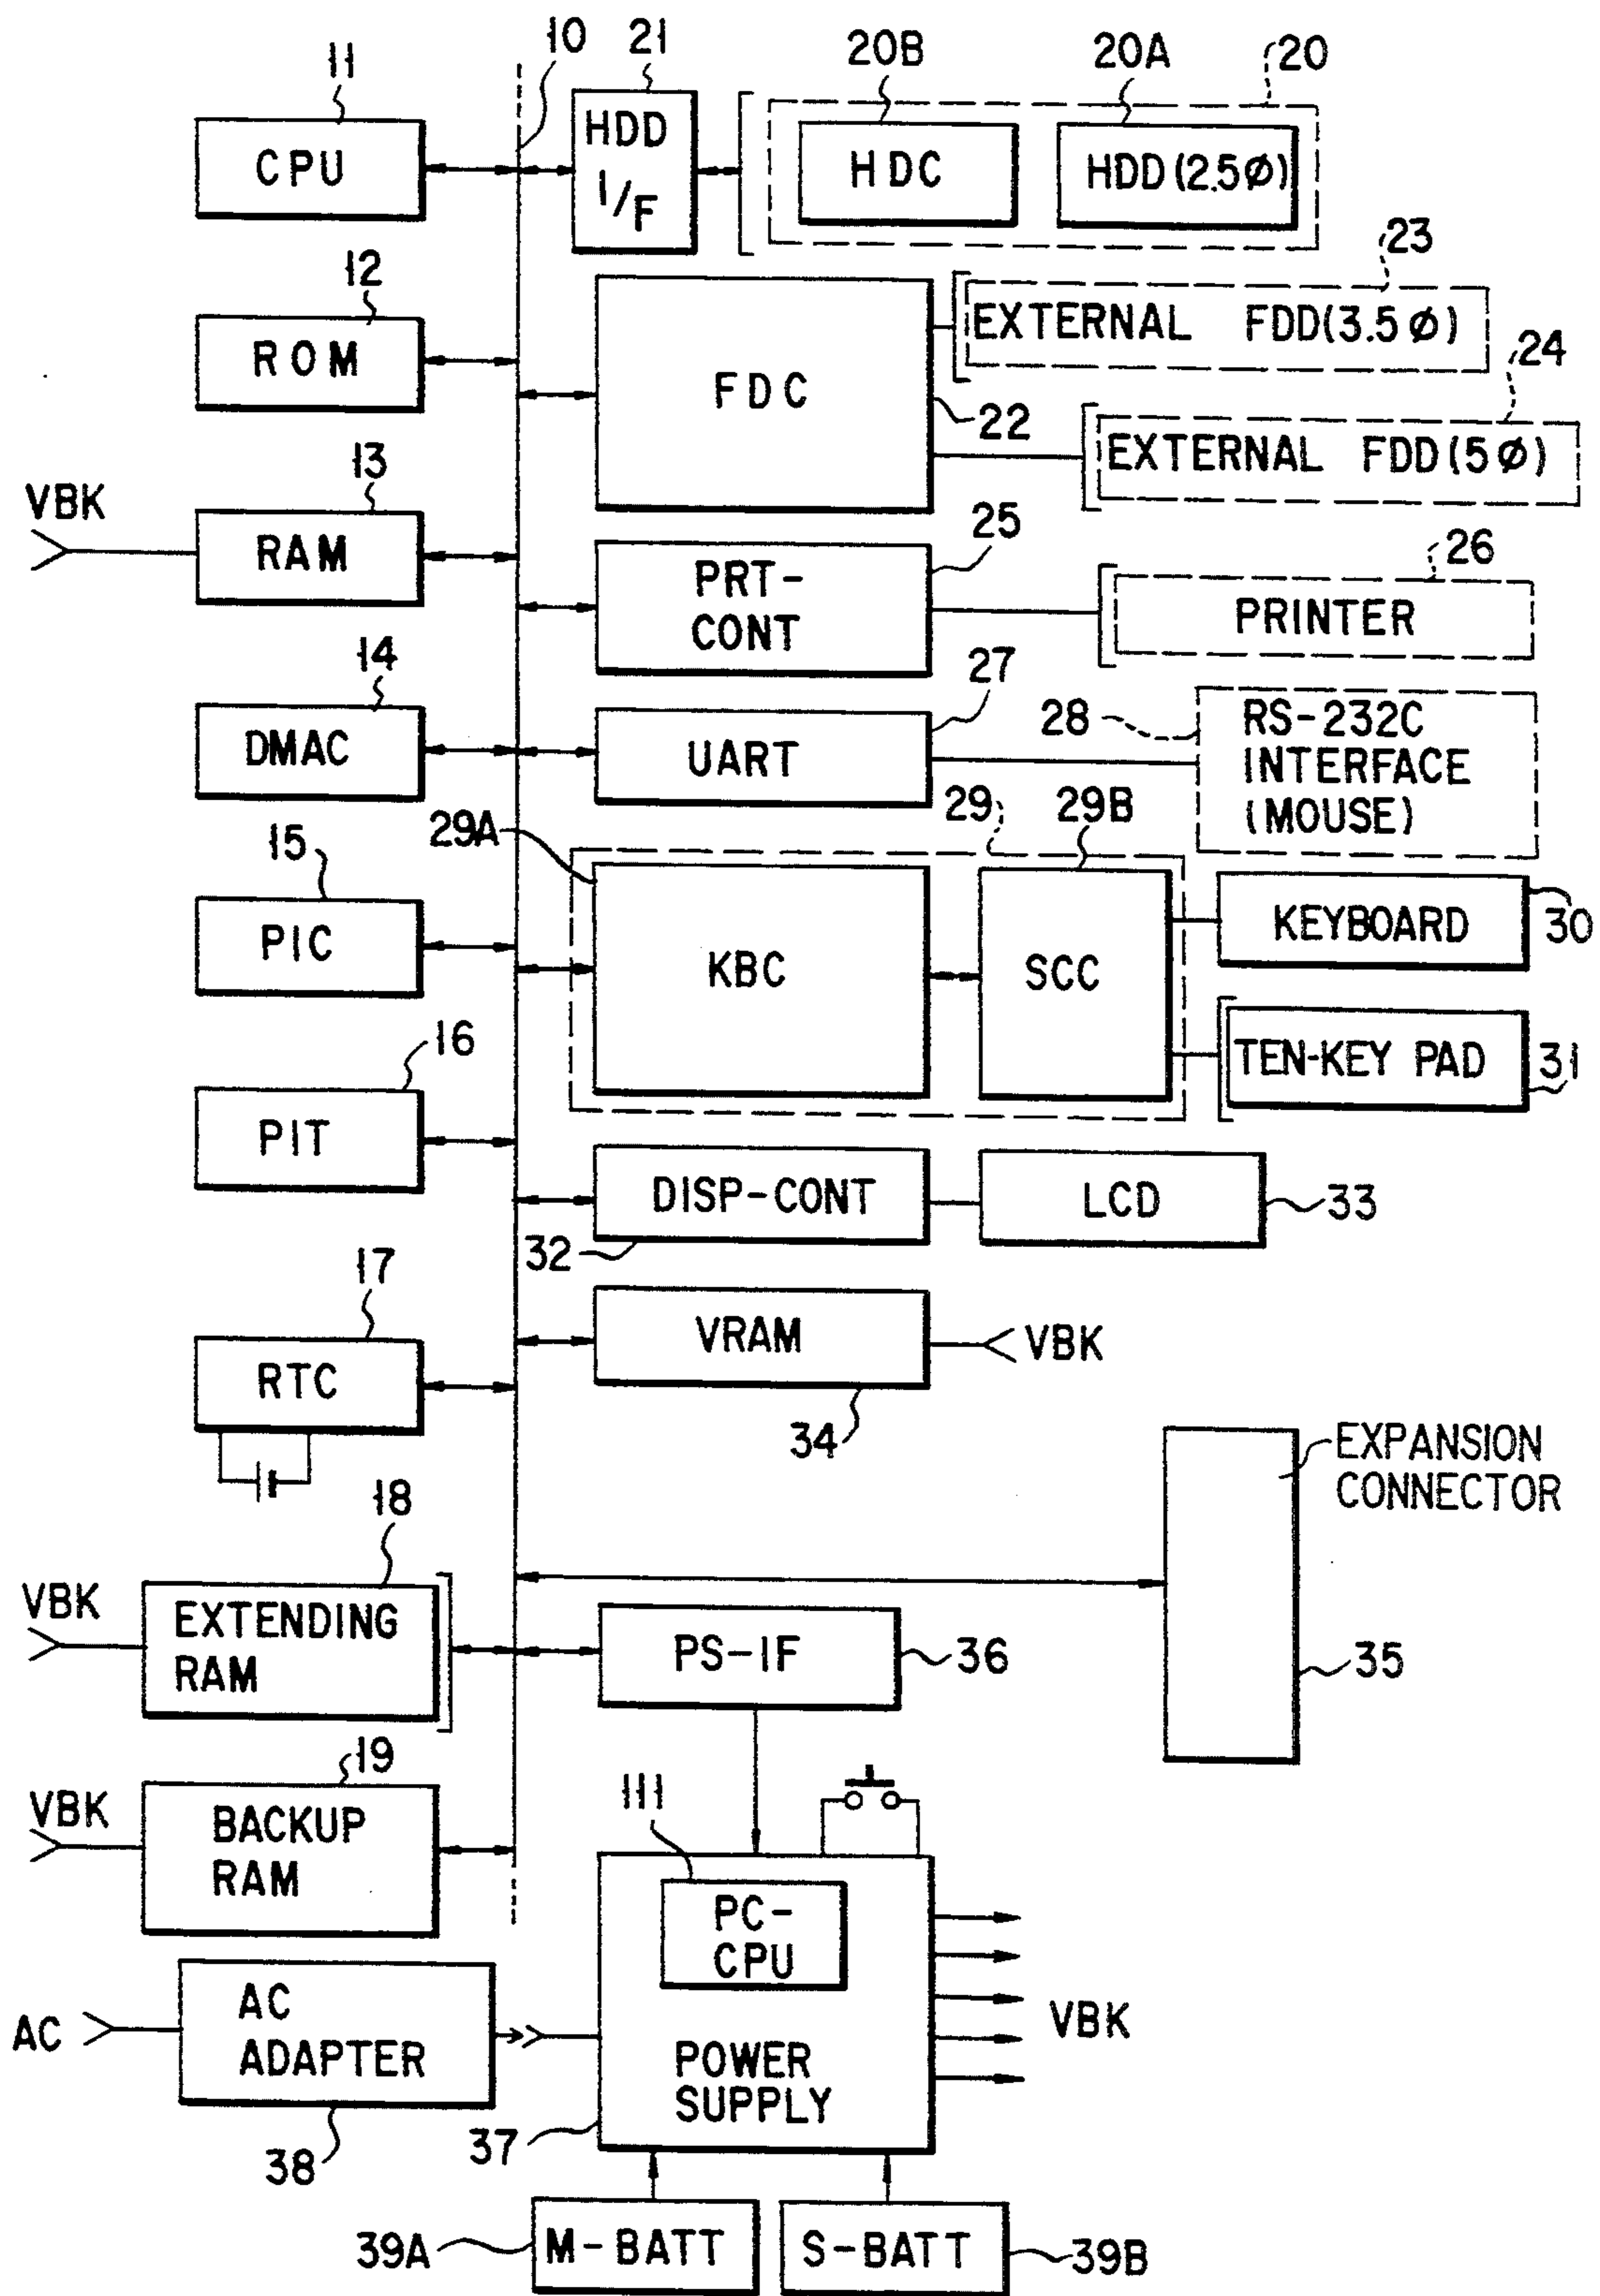 11
CPU
10
21
HDD
I/F
20B
HDC
20A
HDD(2.5Ø)
20
12
ROM
FDC
22
23
EXTERNAL FDD(3.5Ø)
24
EXTERNAL FDD(5Ø)
VBK
13
RAM
25
PRT-
CONT
26
PRINTER
14
DMAC
27
UART
28
RS-232C
INTERFACE
(MOUSE)
15
PIC
29A
29
29B
KBC
SCC
KEYBOARD
30
TEN-KEY PAD
31
16
PIT
DISP-CONT
32
LCD
33
17
RTC
VRAM
VBK
34
EXPANSION
CONNECTOR
35
VBK
18
EXTENDING
RAM
PS-IF
36
VBK
19
BACKUP
RAM
111
PC-
CPU
POWER
SUPPLY
37
VBK
AC
AC
ADAPTER
38
39A
M-BATT
S-BATT
39B